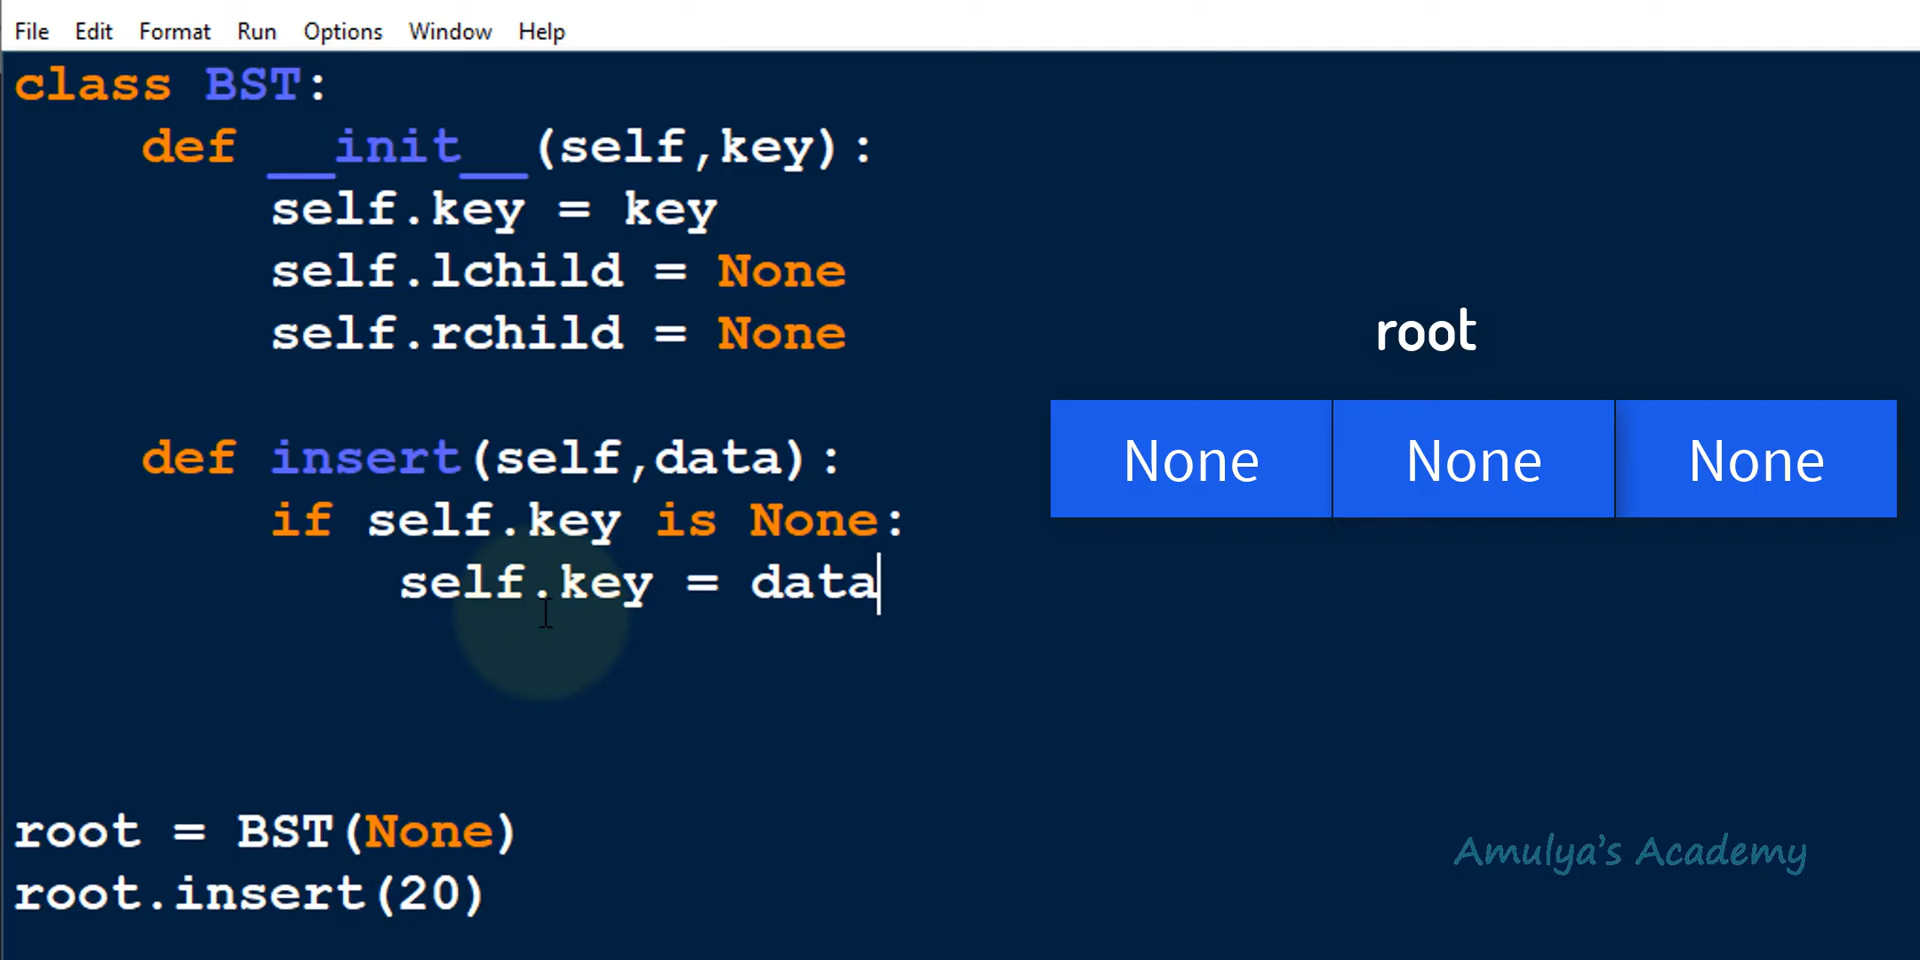 File Edit Format Run Options Window Help
class BST:
    def __init__(self,key):
        self.key = key
        self.lchild = None
        self.rchild = None
    def insert(self,data):
        if self.key is None:
            self.key = data
root = BST(None)
root.insert(20)
root
None None None
Amulya's Academy